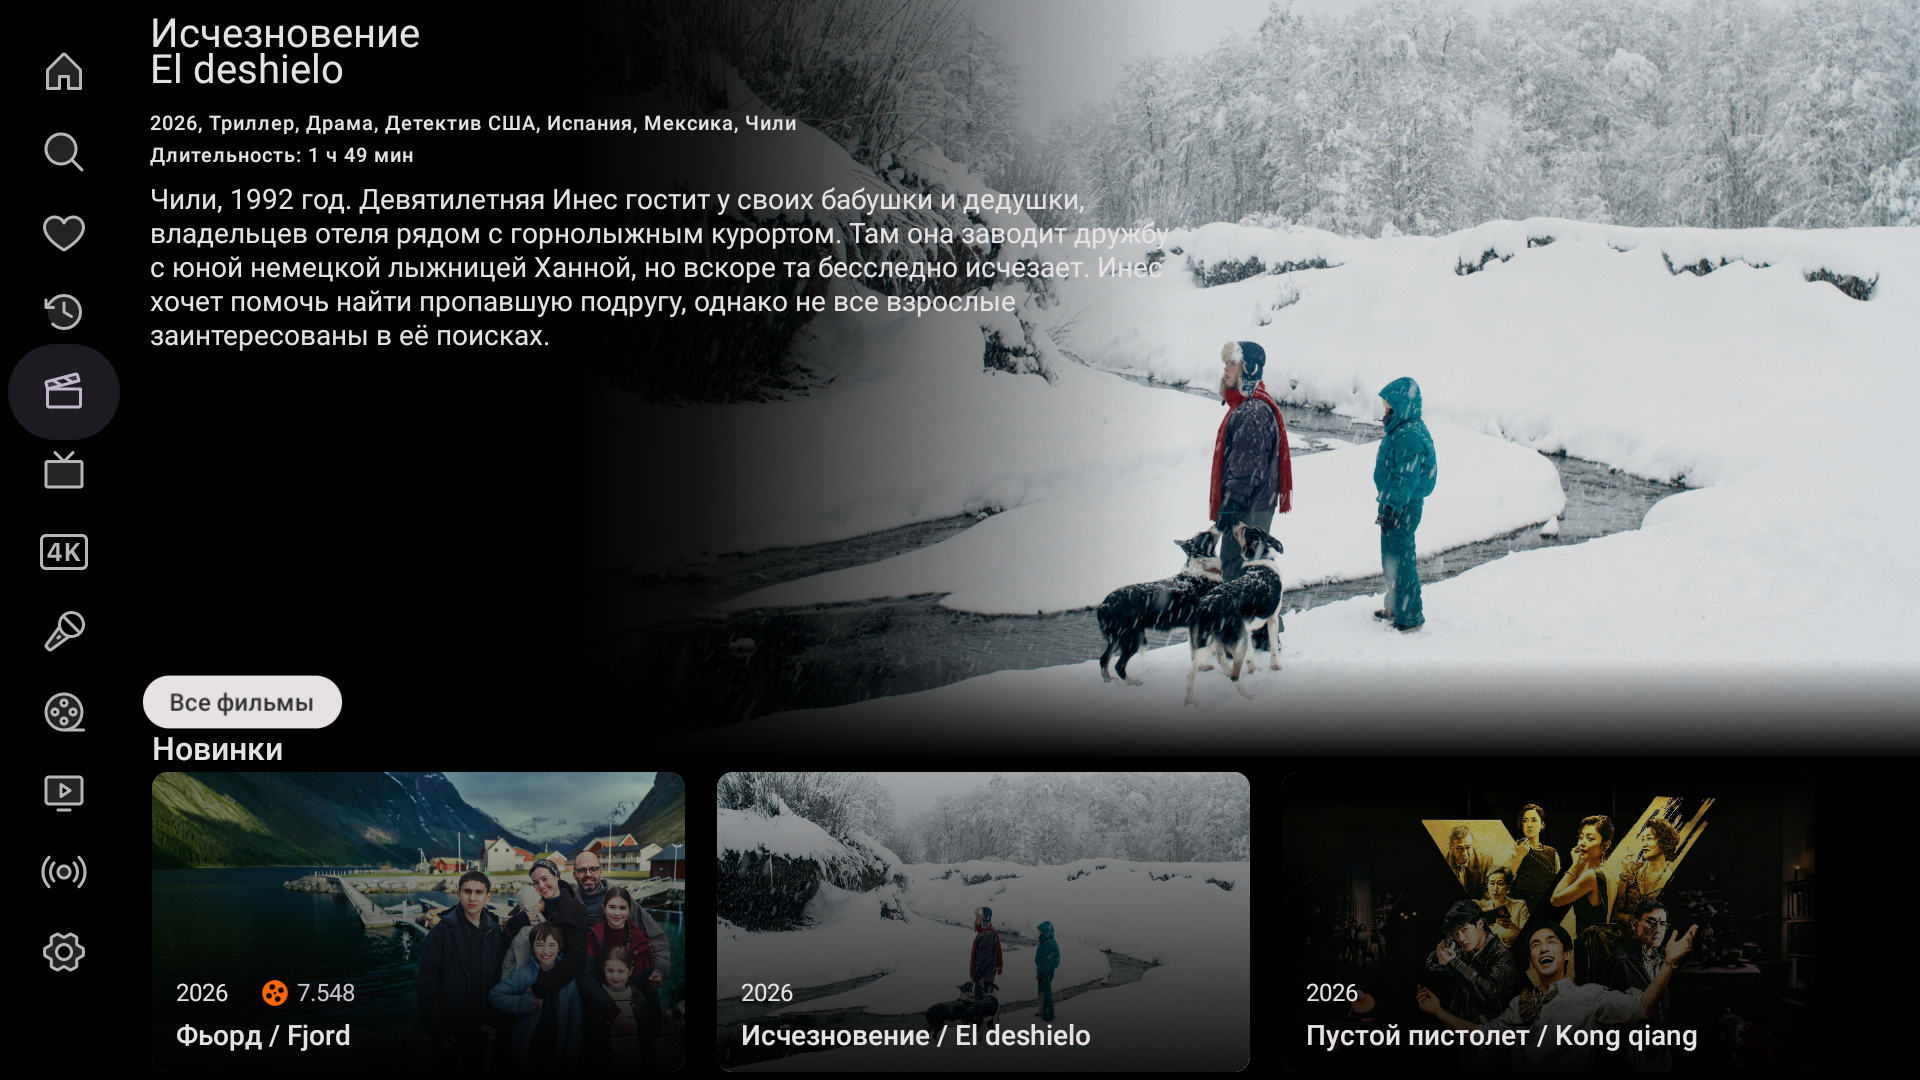 Исчезновение
El deshielo
2026, Триллер, Драма, Детектив США, Испания, Мексика, Чили
Длительность: 1 ч 49 мин
Чили, 1992 год. Девятилетняя Инес гостит у своих бабушки и дедушки,
владельцев отеля рядом с горнолыжным курортом. Там она заводит дружбу
с юной немецкой лыжницей Ханной, но вскоре та бесследно исчезает. Инес
хочет помочь найти пропавшую подругу, однако не все взрослые
заинтересованы в её поисках.
4K
Все фильмы
Новинки
2026 7.548
Фьорд / Fjord
2026
Исчезновение / El deshielo
2026
Пустой пистолет / Kong qiang